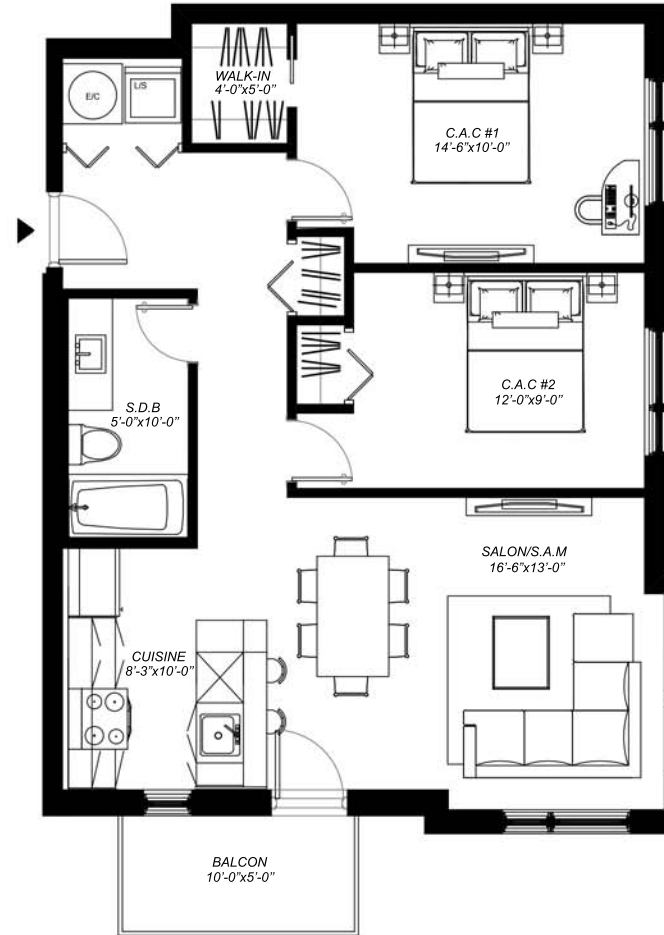 WALK-IN
4'-0"x5'-0"
E/C
L/S
C.A.C #1
14'-6"x10'-0"
C.A.C #2
12'-0"x9'-0"
S.D.B
5'-0"x10'-0"
SALON/S.A.M
16'-6"x13'-0"
CUISINE
8'-3"x10'-0"
BALCON
10'-0"x5'-0"